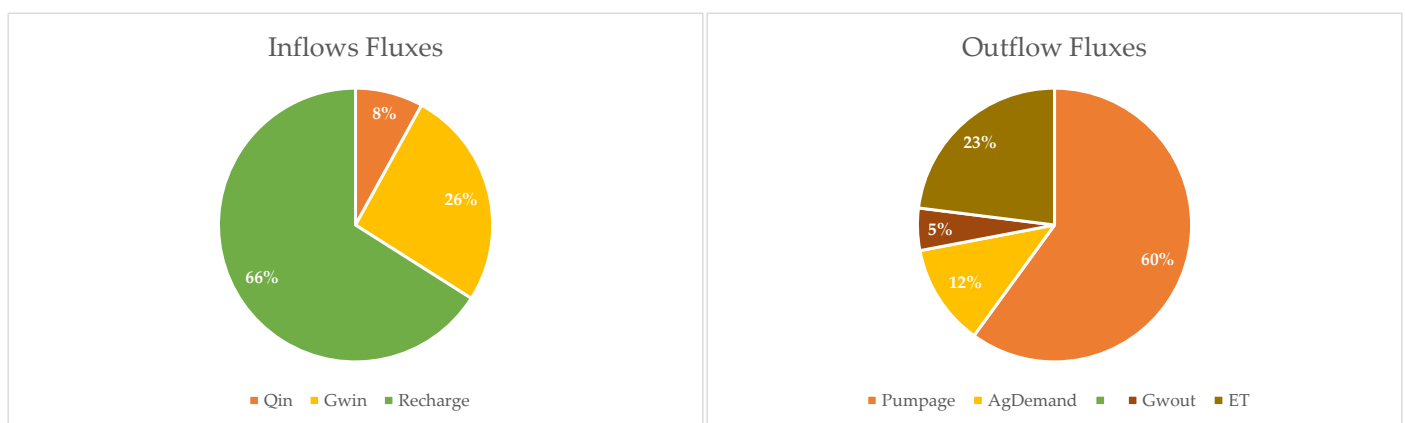 Inflows Fluxes
8%
26%
66%
Qin Gwin Recharge
Outflow Fluxes
23%
5%
60%
12%
Pumpage AgDemand Gwout ET